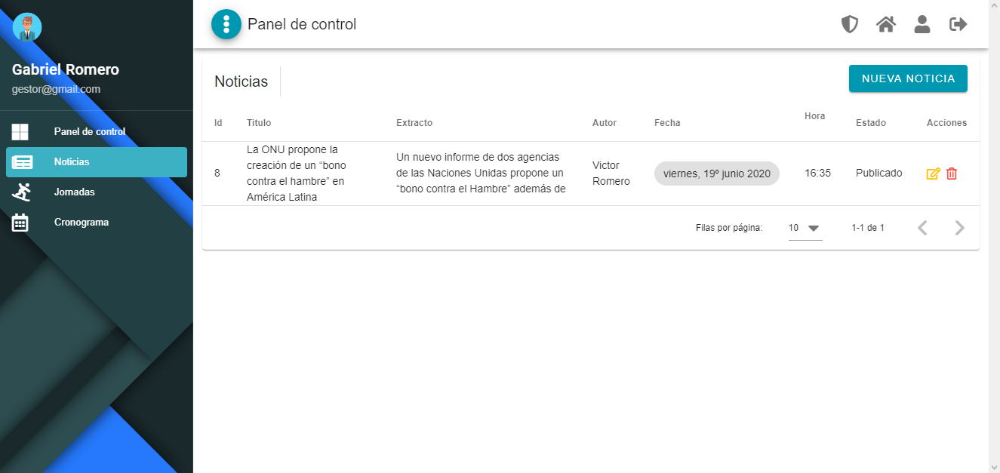 Gabriel Romero
gestor@gmail.com
Panel de control
Noticias
Jornadas
Cronograma
Panel de control
Noticias
NUEVA NOTICIA
Id Titulo Extracto Autor Fecha Hora Estado Acciones
8
La ONU propone la
creación de un “bono
contra el hambre” en
América Latina
Un nuevo informe de dos agencias
de las Naciones Unidas propone un
“bono contra el Hambre” además de
Victor
Romero
viernes, 19º junio 2020
16:35
Publicado
Filas por página: 10 1-1 de 1